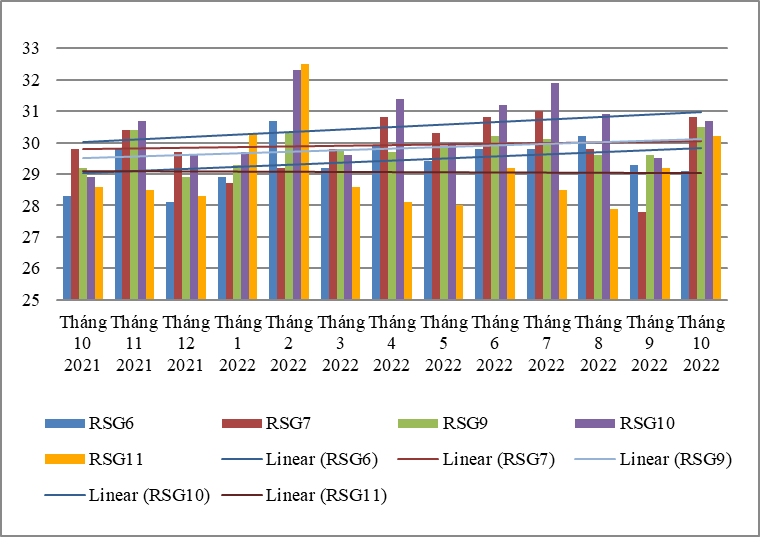 33
32
31
30
29
28
27
26
25
Tháng Tháng Tháng Tháng Tháng Tháng Tháng Tháng Tháng Tháng Tháng Tháng Tháng
10 11 12 1 2 3 4 5 6 7 8 9 10
2021 2021 2021 2022 2022 2022 2022 2022 2022 2022 2022 2022 2022
RSG6 RSG7 RSG9 RSG10
RSG11 Linear (RSG6) Linear (RSG7) Linear (RSG9)
Linear (RSG10) Linear (RSG11)